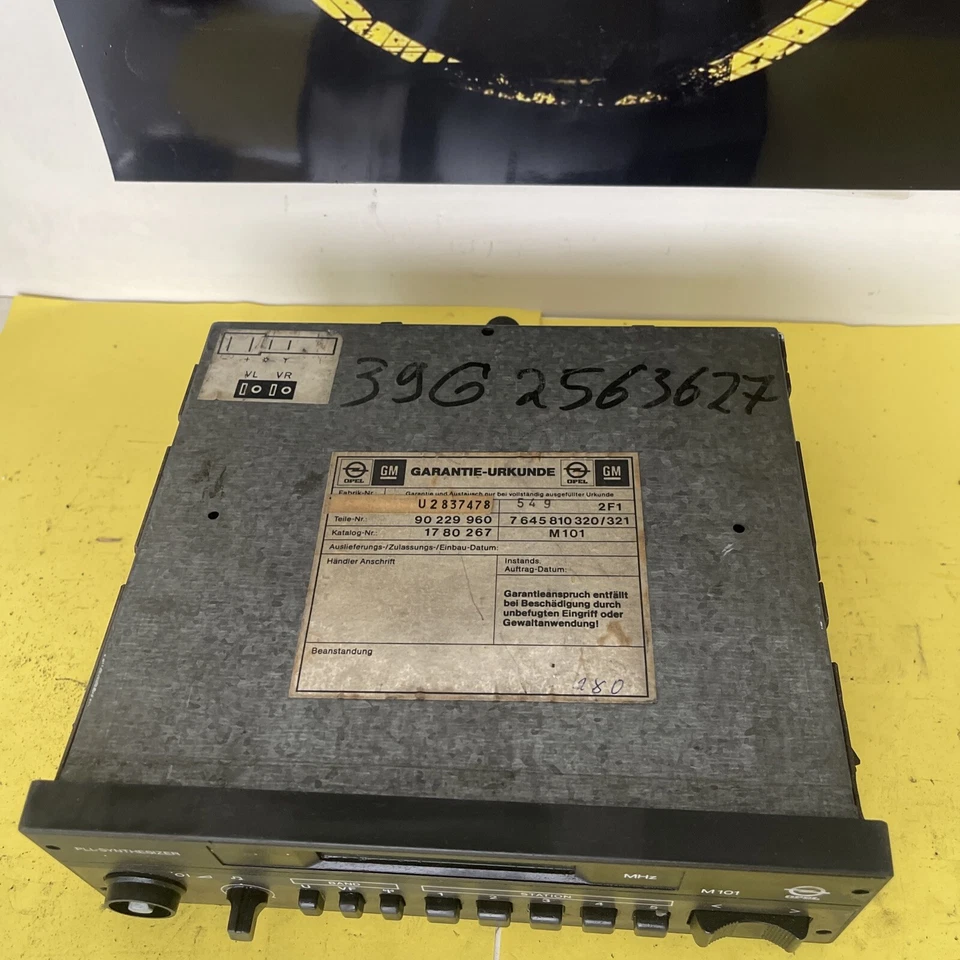 + O- Y
VL VR
39G 2563627
OPEL GM GARANTIE-URKUNDE OPEL GM
Fabrik-Nr. Garantie und Austausch nur bei vollständig ausgefüllter Urkunde
U2837478 549 2F1
Teile-Nr.: 90 229 960 7 645 810 320/321
Katalog-Nr.: 17 80 267 M101
Auslieferungs-/Zulassungs-/Einbau-Datum:
Händler Anschrift
Instands.
Auftrag-Datum:
Garantieanspruch entfällt
bei Beschädigung durch
unbefugten Eingriff oder
Gewaltanwendung!
Beanstandung
280
PLL-SYNTHESIZER
MHz
M101
OPEL
BAND
U
STATION
1 2 3 4 5
< >